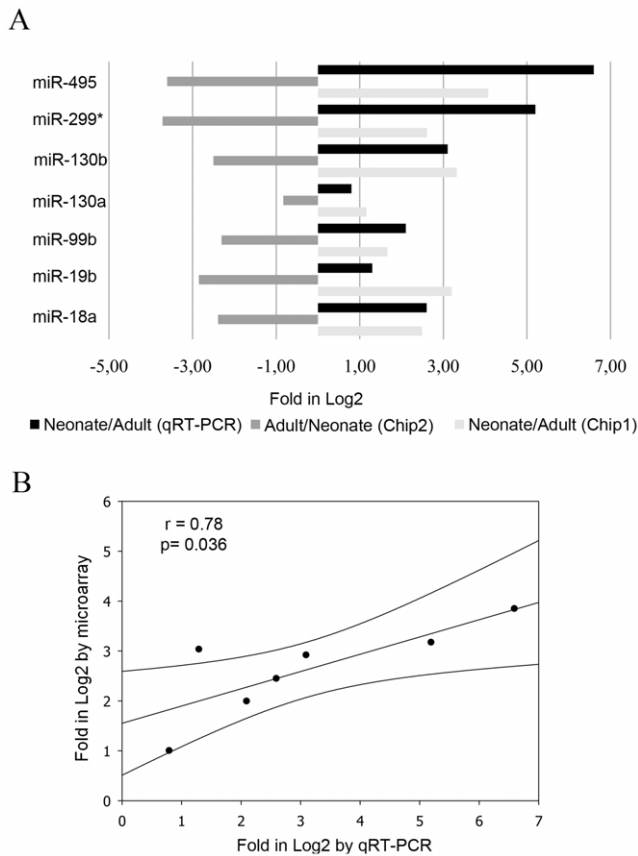 A
miR-495
miR-299*
miR-130b
miR-130a
miR-99b
miR-19b
miR-18a
-5,00 -3,00 -1,00 1,00 3,00 5,00 7,00
Fold in Log2
Neonate/Adult (qRT-PCR) Adult/Neonate (Chip2) Neonate/Adult (Chip1)
B
r = 0.78
p= 0.036
Fold in Log2 by microarray
6
5
4
3
2
1
0
0 1 2 3 4 5 6 7
Fold in Log2 by qRT-PCR